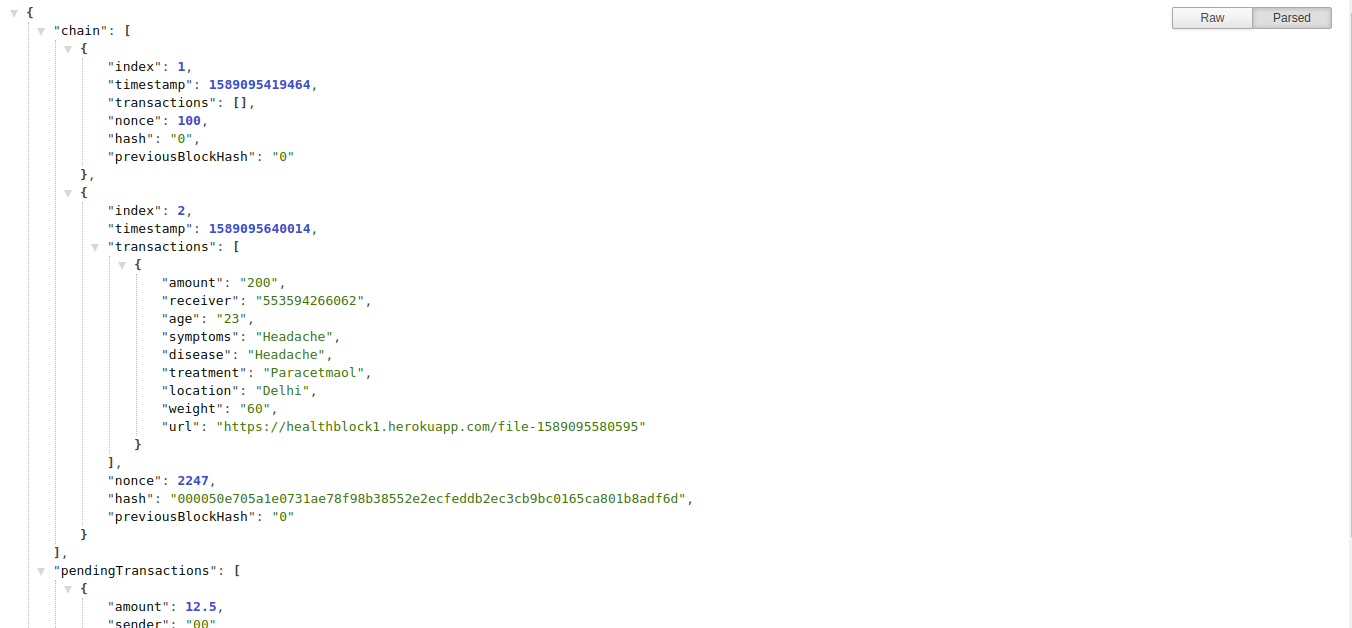 Raw Parsed
{
"chain": [
{
"index": 1,
"timestamp": 1589095419464,
"transactions": [],
"nonce": 100,
"hash": "0",
"previousBlockHash": "0"
},
{
"index": 2,
"timestamp": 1589095640014,
"transactions": [
{
"amount": "200",
"receiver": "553594266062",
"age": "23",
"symptoms": "Headache",
"disease": "Headache",
"treatment": "Paracetmaol",
"location": "Delhi",
"weight": "60",
"url": "https://healthblock1.herokuapp.com/file-1589095580595"
}
],
"nonce": 2247,
"hash": "000050e705a1e0731ae78f98b38552e2ecfeddb2ec3cb9bc0165ca801b8adf6d",
"previousBlockHash": "0"
}
],
"pendingTransactions": [
{
"amount": 12.5,
"sender": "00"